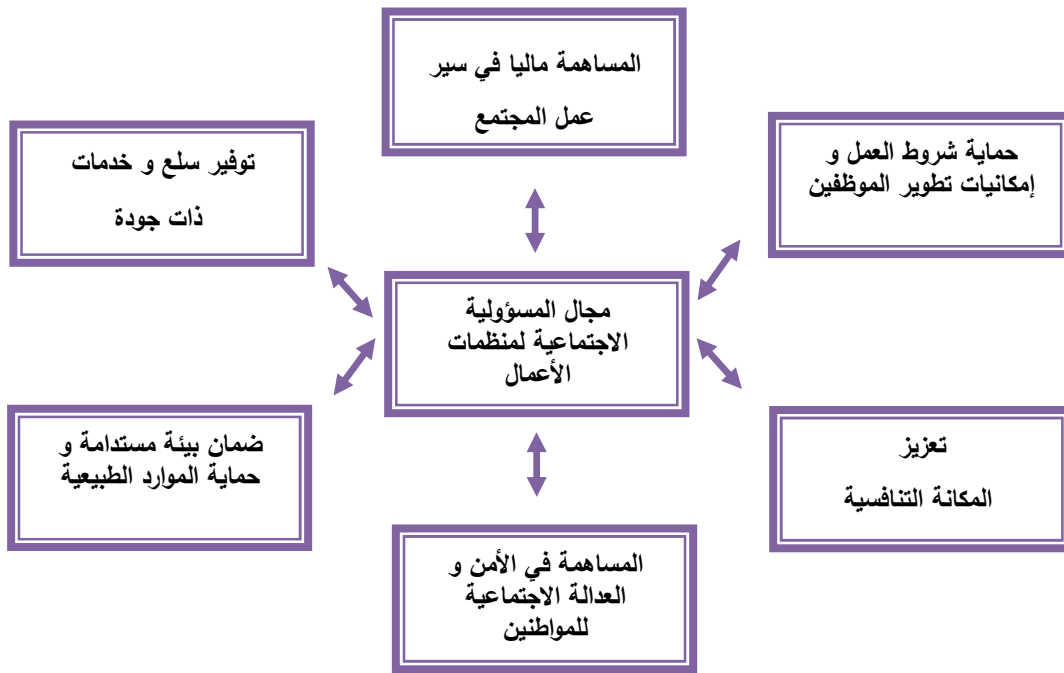 المساهمة ماليا في سير
عمل المجتمع
حماية شروط العمل و
إمكانيات تطوير الموظفين
توفير سلع و خدمات
ذات جودة
مجال المسؤولية
الاجتماعية لمنظمات
الأعمال
تعزيز
المكانة التنافسية
ضمان بيئة مستدامة و
حماية الموارد الطبيعية
المساهمة في الأمن و
العدالة الاجتماعية
للمواطنين